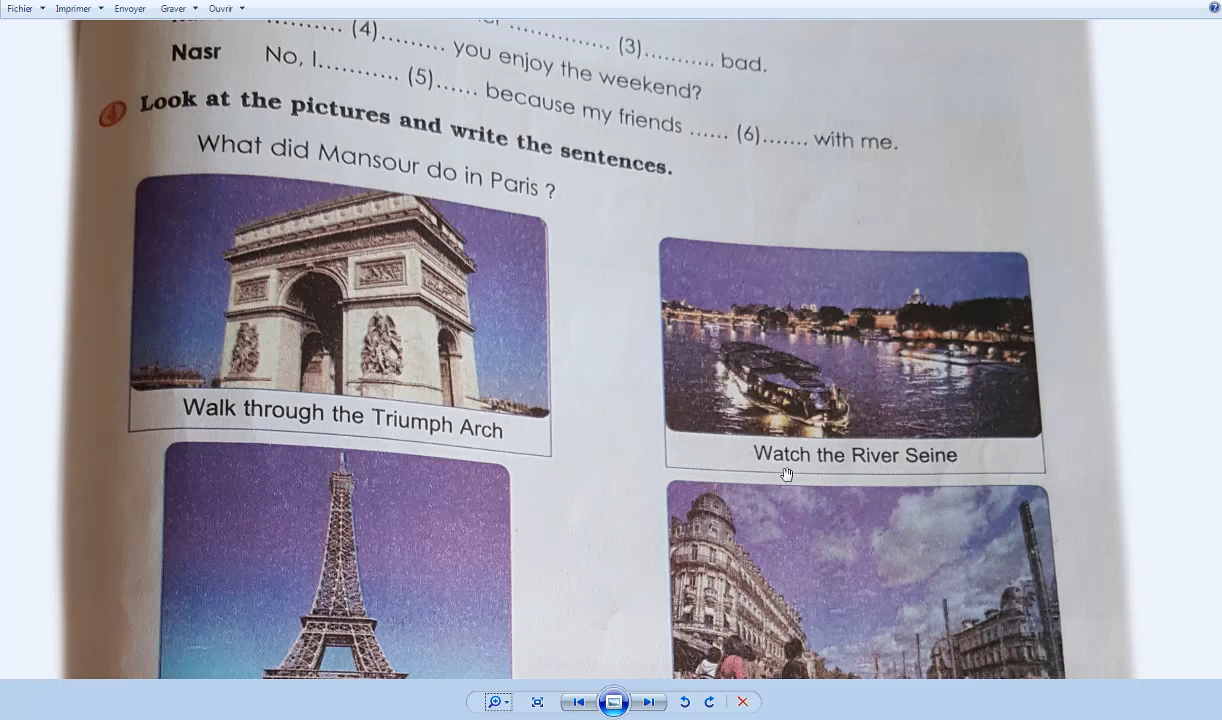 Fichier Imprimer Envoyer Graver Ouvrir
........... (3)........... bad.
........... (4)......... you enjoy the weekend?
Nasr No, I........... (5)...... because my friends ...... (6)....... with me.
4 Look at the pictures and write the sentences.
What did Mansour do in Paris ?
Walk through the Triumph Arch
Watch the River Seine